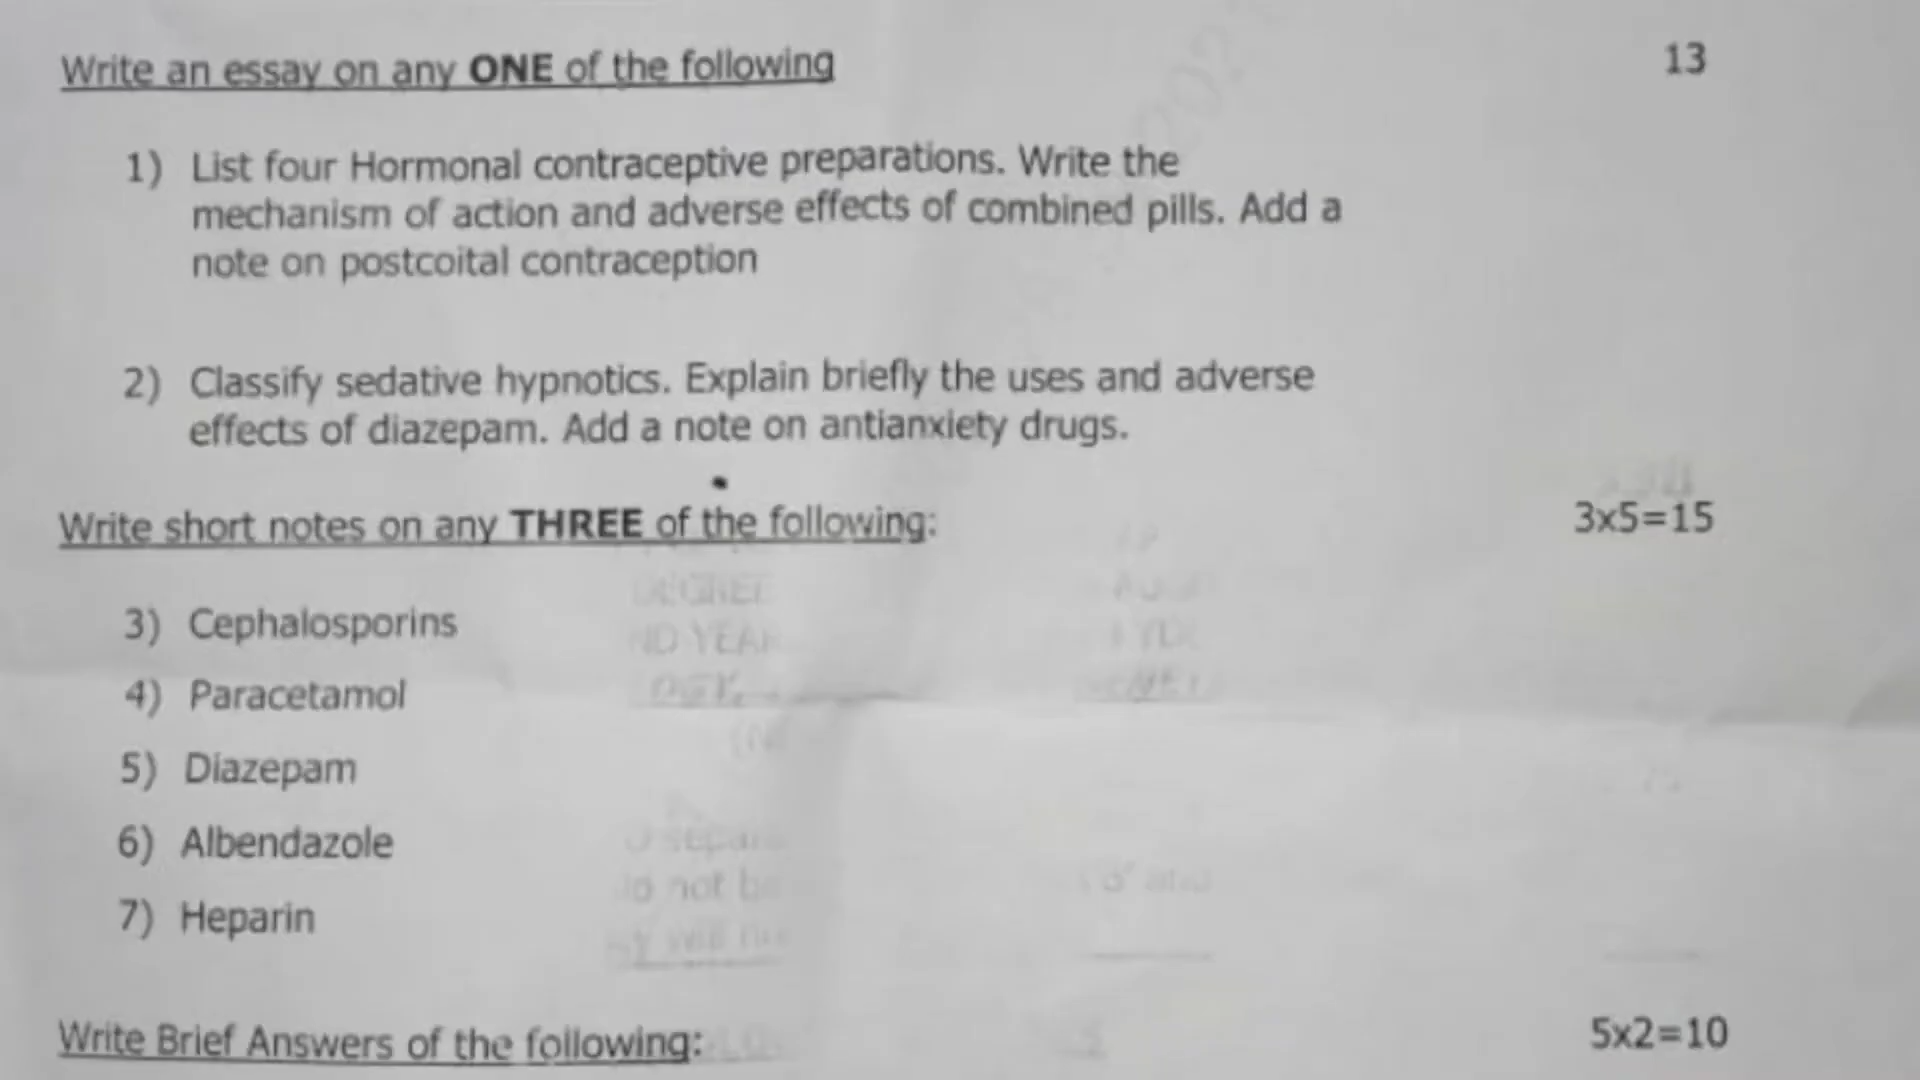 Write an essay on any ONE of the following 13
1) List four Hormonal contraceptive preparations. Write the
mechanism of action and adverse effects of combined pills. Add a
note on postcoital contraception
2) Classify sedative hypnotics. Explain briefly the uses and adverse
effects of diazepam. Add a note on antianxiety drugs.
Write short notes on any THREE of the following: 3x5=15
3) Cephalosporins
4) Paracetamol
5) Diazepam
6) Albendazole
7) Heparin
Write Brief Answers of the following: 5x2=10